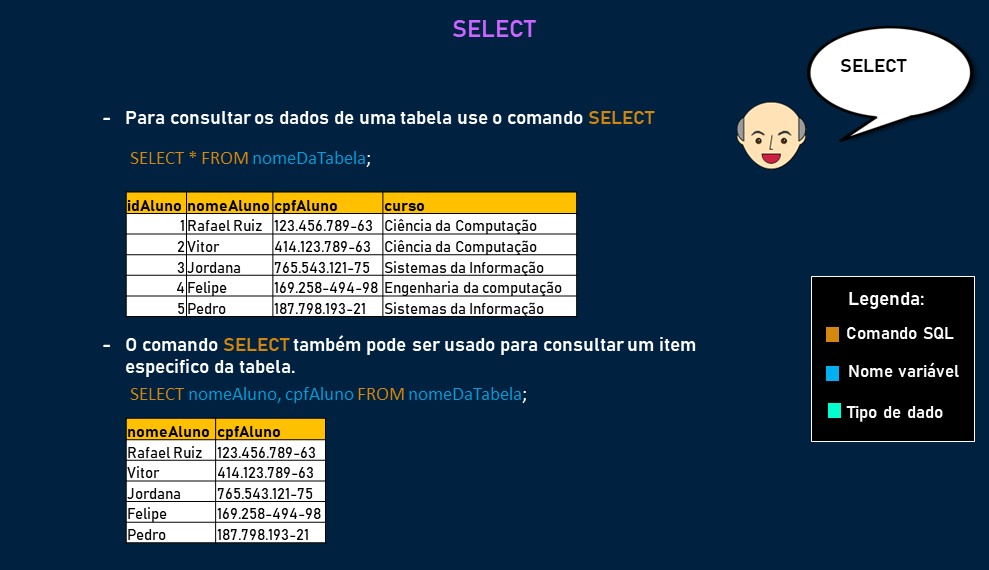 SELECT
SELECT
- Para consultar os dados de uma tabela use o comando SELECT
SELECT * FROM nomeDaTabela;
idAluno nomeAluno cpfAluno curso
1 Rafael Ruiz 123.456.789-63 Ciência da Computação
2 Vitor 414.123.789-63 Ciência da Computação
3 Jordana 765.543.121-75 Sistemas da Informação
4 Felipe 169.258-494-98 Engenharia da computação
5 Pedro 187.798.193-21 Sistemas da Informação
- O comando SELECT também pode ser usado para consultar um item
especifico da tabela.
SELECT nomeAluno, cpfAluno FROM nomeDaTabela;
nomeAluno cpfAluno
Rafael Ruiz 123.456.789-63
Vitor 414.123.789-63
Jordana 765.543.121-75
Felipe 169.258-494-98
Pedro 187.798.193-21
Legenda:
Comando SQL
Nome variável
Tipo de dado